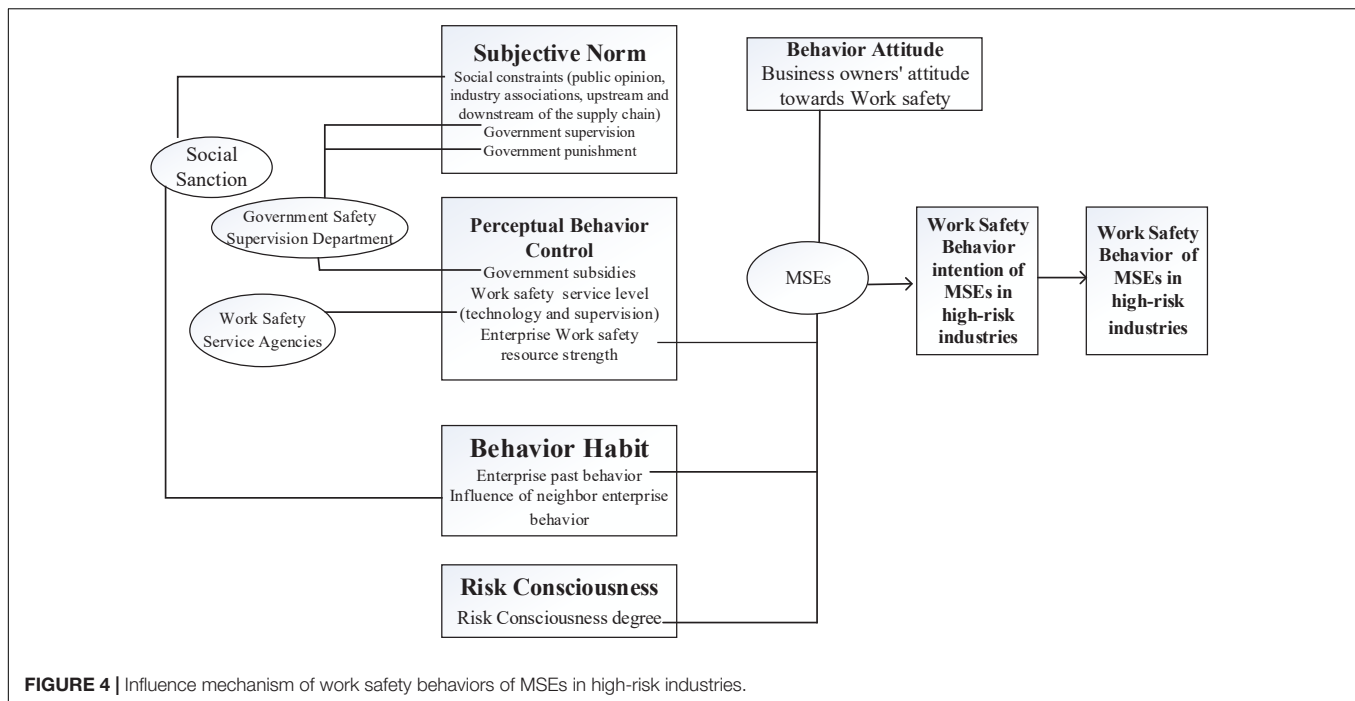 Subjective Norm
Social constraints (public opinion,
industry associations, upstream and
downstream of the supply chain)
Government supervision
Government punishment
Behavior Attitude
Business owners' attitude
towards Work safety
Social
Sanction
Government Safety
Supervision Department
Perceptual Behavior
Control
Government subsidies
Work safety service level
(technology and supervision)
Enterprise Work safety
resource strength
Work Safety
Service Agencies
MSEs
Work Safety
Behavior
intention of
MSEs in
high-risk
industries
Work Safety
Behavior of
MSEs in
high-risk
industries
Behavior Habit
Enterprise past behavior
Influence of neighbor enterprise
behavior
Risk Consciousness
Risk Consciousness degree
FIGURE 4 | Influence mechanism of work safety behaviors of MSEs in high-risk industries.